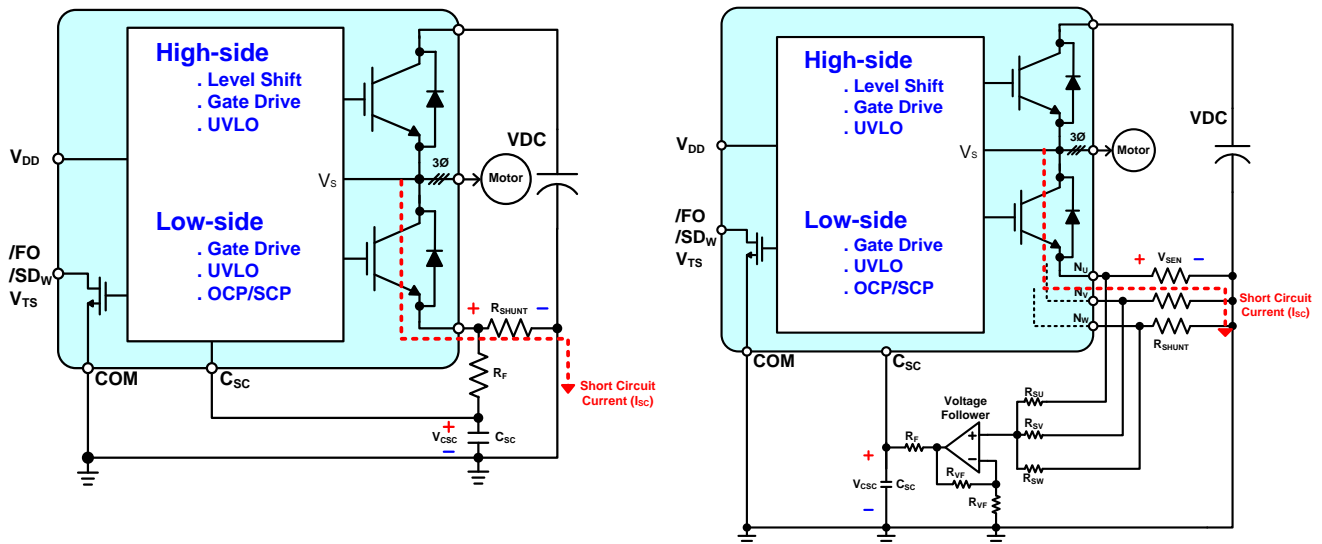 High-side
. Level Shift
. Gate Drive
. UVLO
VDC
VDD
3Ø
VS
Motor
Low-side
. Gate Drive
. UVLO
. OCP/SCP
/FO
/SDW
VTS
+ RSHUNT –
COM
CSC
RF
Short Circuit
Current (ISC)
+
VCSC
CSC
–
High-side
. Level Shift
. Gate Drive
. UVLO
VDC
VDD
3Ø
VS
Motor
Low-side
. Gate Drive
. UVLO
. OCP/SCP
/FO
/SDW
VTS
NU
+ VSEN –
NV
Short Circuit
Current (ISC)
NW
RSHUNT
COM
CSC
Voltage
Follower
RSU
RSV
RSW
RF
+
–
RVF
RVF
+
VCSC
CSC
–